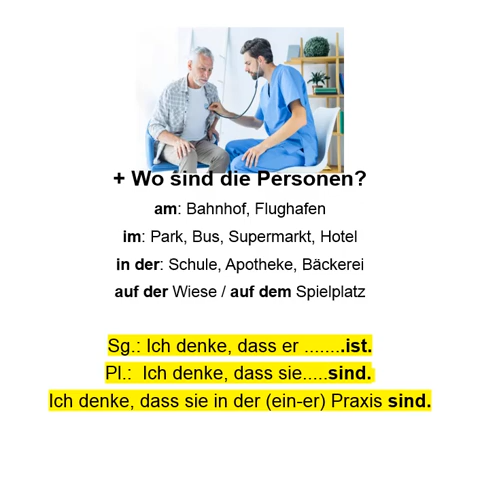 + Wo sind die Personen?
am: Bahnhof, Flughafen
im: Park, Bus, Supermarkt, Hotel
in der: Schule, Apotheke, Bäckerei
auf der Wiese / auf dem Spielplatz
Sg.: Ich denke, dass er ........ist.
Pl.:  Ich denke, dass sie.....sind.
Ich denke, dass sie in der (ein-er) Praxis sind.